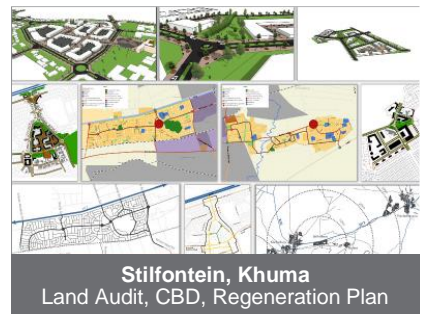 Stilfontein, Khuma
Land Audit, CBD, Regeneration Plan